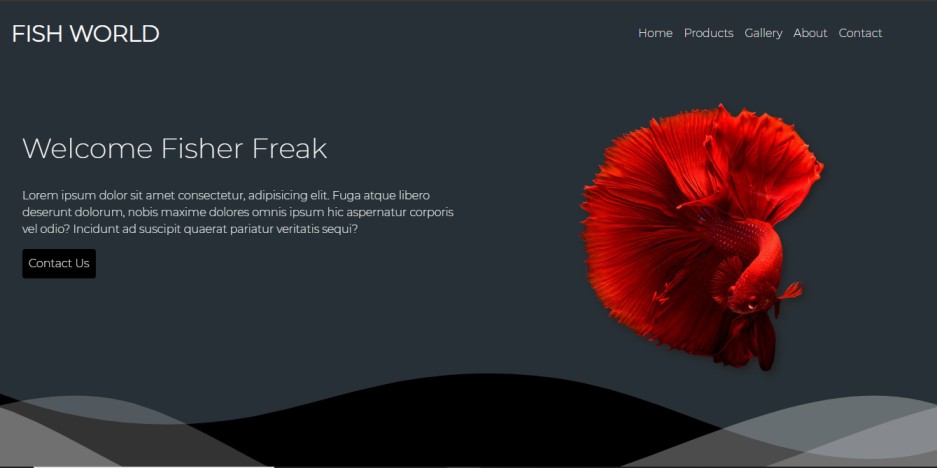 FISH WORLD
Home Products Gallery About Contact
Welcome Fisher Freak
Lorem ipsum dolor sit amet consectetur, adipisicing elit. Fuga atque libero
deserunt dolorum, nobis maxime dolores omnis ipsum hic aspernatur corporis
vel odio? Incidunt ad suscipit quaerat pariatur veritatis sequi?
Contact Us